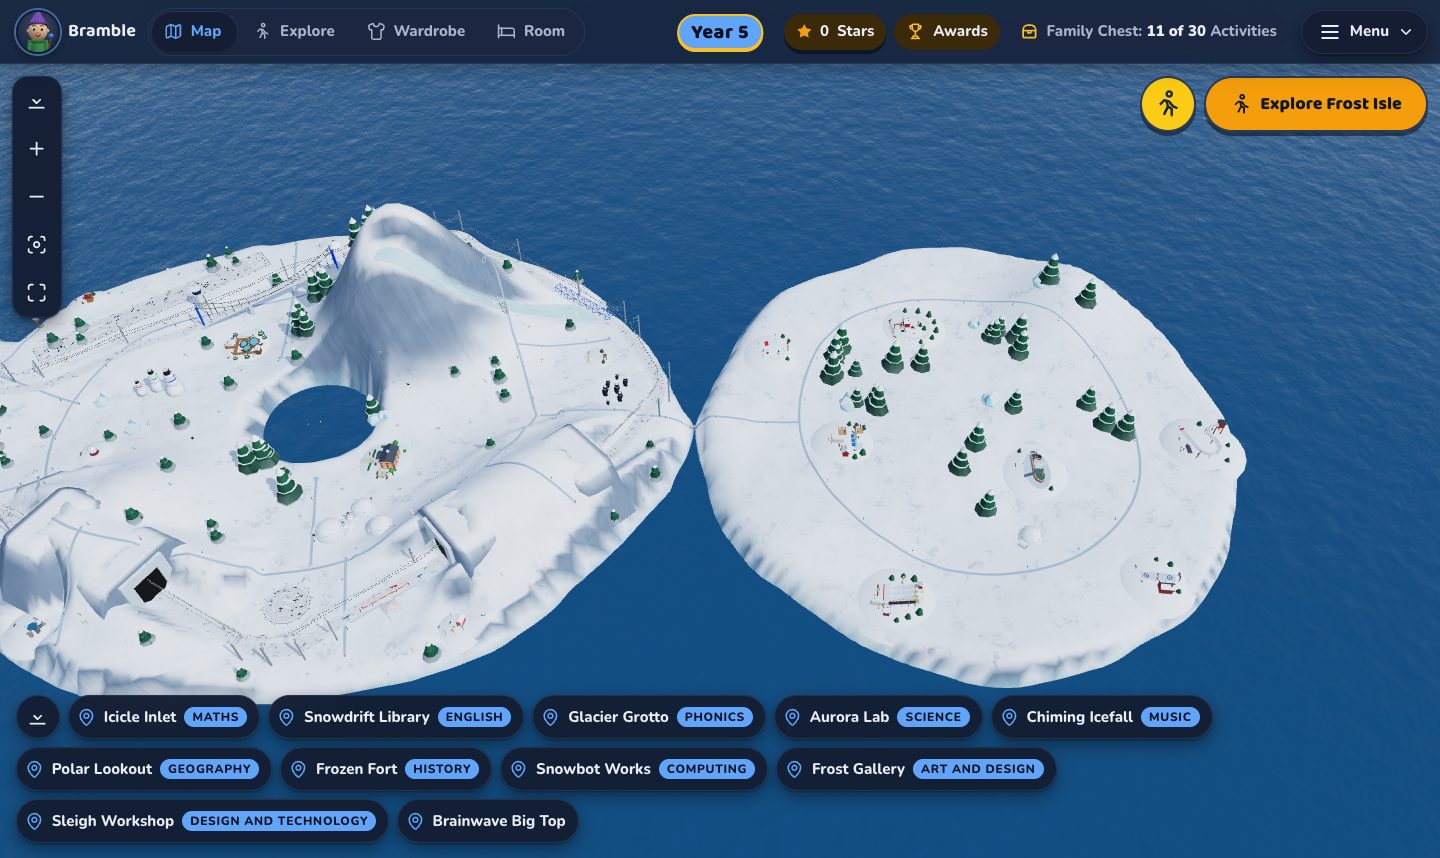 Bramble
Map
Explore
Wardrobe
Room
Year 5
0 Stars
Awards
Family Chest: 11 of 30 Activities
Menu
Explore Frost Isle
Icicle Inlet MATHS
Snowdrift Library ENGLISH
Glacier Grotto PHONICS
Aurora Lab SCIENCE
Chiming Icefall MUSIC
Polar Lookout GEOGRAPHY
Frozen Fort HISTORY
Snowbot Works COMPUTING
Frost Gallery ART AND DESIGN
Sleigh Workshop DESIGN AND TECHNOLOGY
Brainwave Big Top